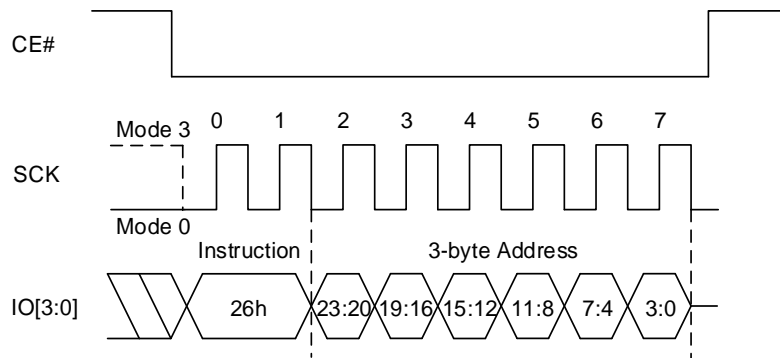 CE#
Mode 3
0 1 2 3 4 5 6 7
SCK
Mode 0
Instruction 3-byte Address
IO[3:0] 26h 23:20 19:16 15:12 11:8 7:4 3:0